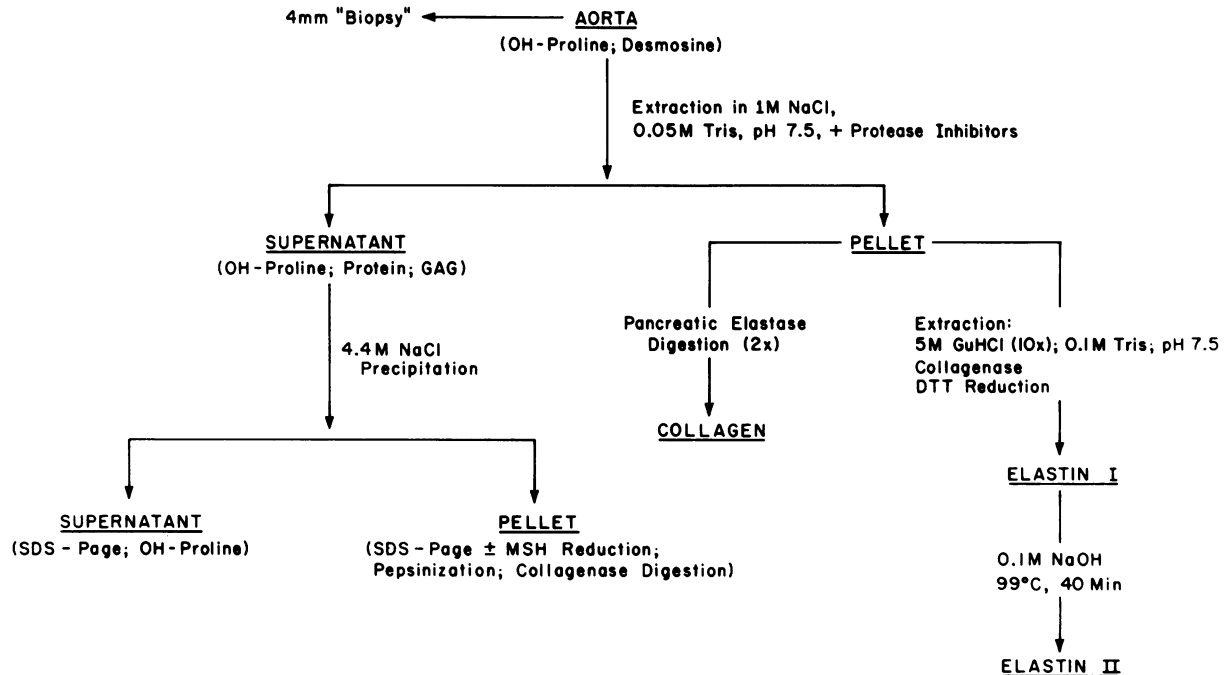 4mm "Biopsy"
AORTA
(OH-Proline; Desmosine)
Extraction in 1M NaCl,
0.05M Tris, pH 7.5, + Protease Inhibitors
SUPERNATANT
(OH-Proline; Protein; GAG)
PELLET
4.4M NaCl
Precipitation
Pancreatic Elastase
Digestion (2x)
Extraction:
5M GuHCl (10x); 0.1M Tris; pH 7.5
Collagenase
DTT Reduction
COLLAGEN
ELASTIN I
SUPERNATANT
(SDS-Page; OH-Proline)
PELLET
(SDS-Page ± MSH Reduction;
Pepsinization; Collagenase Digestion)
0.1M NaOH
99°C, 40 Min
ELASTIN II